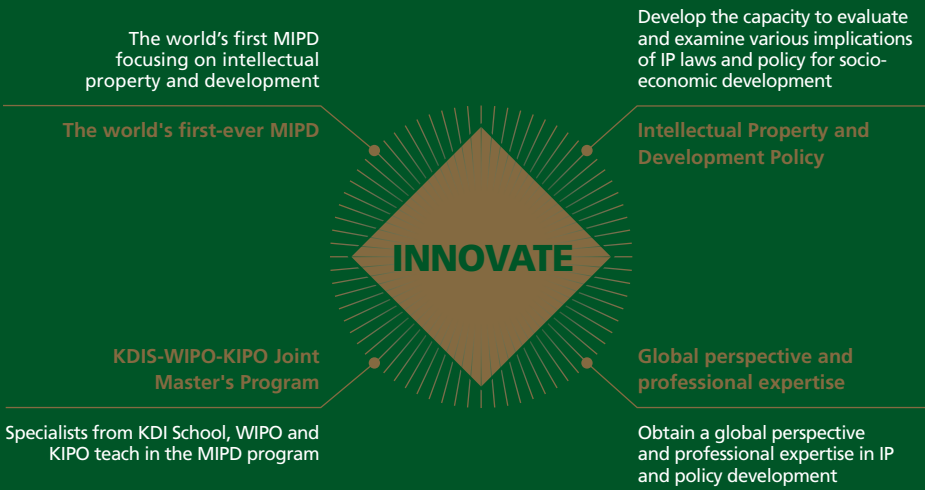 The world’s first MIPD
focusing on intellectual
property and development
The world's first-ever MIPD
Develop the capacity to evaluate
and examine various implications
of IP laws and policy for socio-
economic development
Intellectual Property and
Development Policy
INNOVATE
KDIS-WIPO-KIPO Joint
Master's Program
Specialists from KDI School, WIPO and
KIPO teach in the MIPD program
Global perspective and
professional expertise
Obtain a global perspective
and professional expertise in IP
and policy development